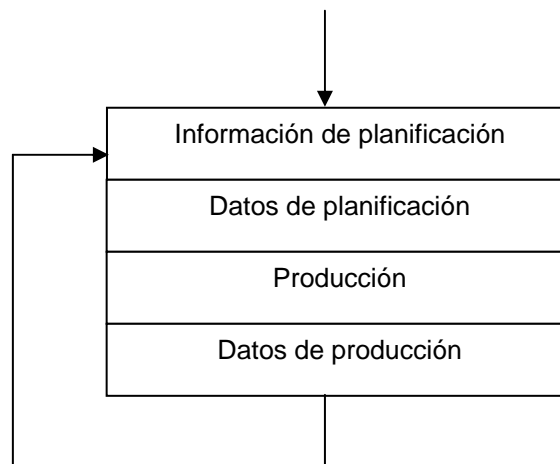 Información de planificación
Datos de planificación
Producción
Datos de producción